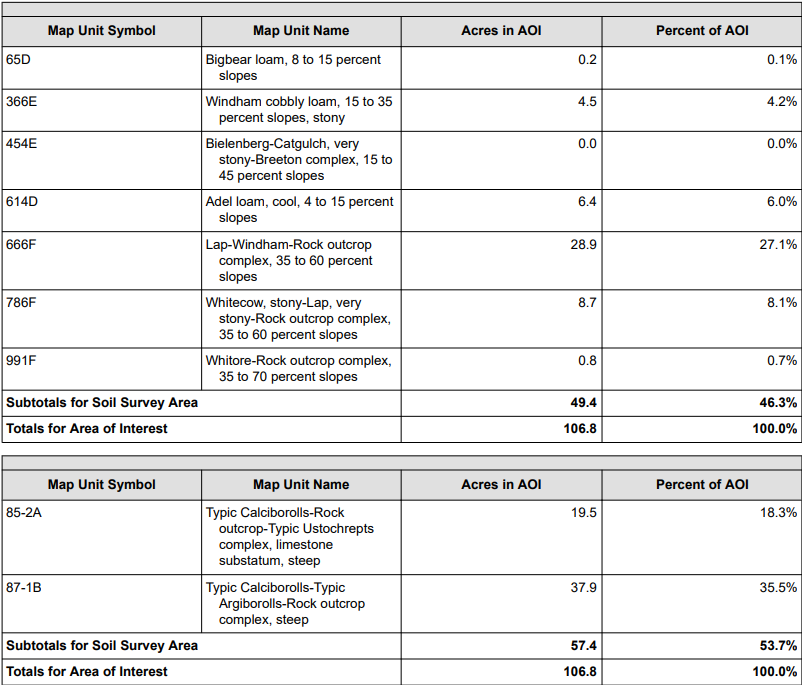 Map Unit Symbol Map Unit Name Acres in AOI Percent of AOI
65D Bigbear loam, 8 to 15 percent 0.2 0.1%
slopes
366E Windham cobbly loam, 15 to 35 4.5 4.2%
percent slopes, stony
454E Bielenberg-Catgulch, very 0.0 0.0%
stony-Breeton complex, 15 to
45 percent slopes
614D Adel loam, cool, 4 to 15 percent 6.4 6.0%
slopes
666F Lap-Windham-Rock outcrop 28.9 27.1%
complex, 35 to 60 percent
slopes
786F Whitecow, stony-Lap, very 8.7 8.1%
stony-Rock outcrop complex,
35 to 60 percent slopes
991F Whitore-Rock outcrop complex, 0.8 0.7%
35 to 70 percent slopes
Subtotals for Soil Survey Area 49.4 46.3%
Totals for Area of Interest 106.8 100.0%
Map Unit Symbol Map Unit Name Acres in AOI Percent of AOI
85-2A Typic Calciborolls-Rock 19.5 18.3%
outcrop-Typic Ustochrepts
complex, limestone
substatum, steep
87-1B Typic Calciborolls-Typic 37.9 35.5%
Argiborolls-Rock outcrop
complex, steep
Subtotals for Soil Survey Area 57.4 53.7%
Totals for Area of Interest 106.8 100.0%